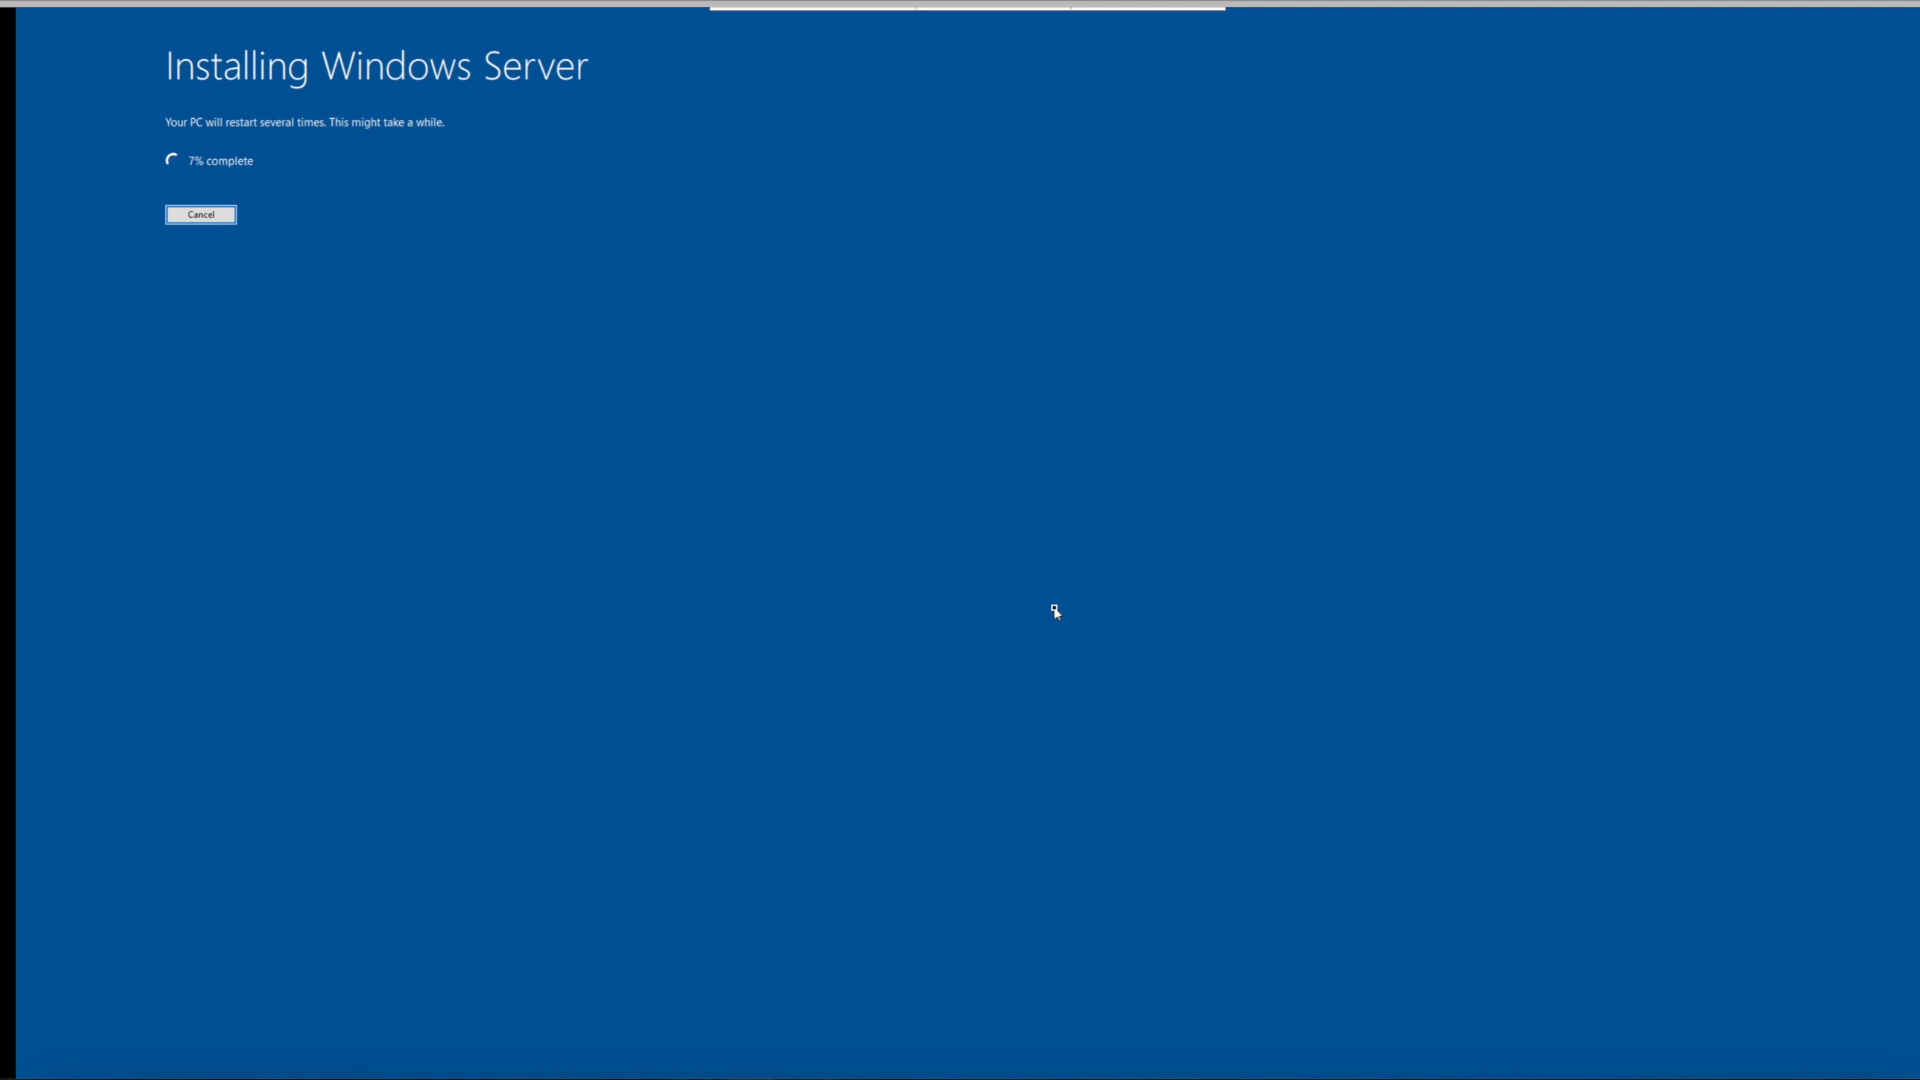 Installing Windows Server
Your PC will restart several times. This might take a while.
7% complete
Cancel